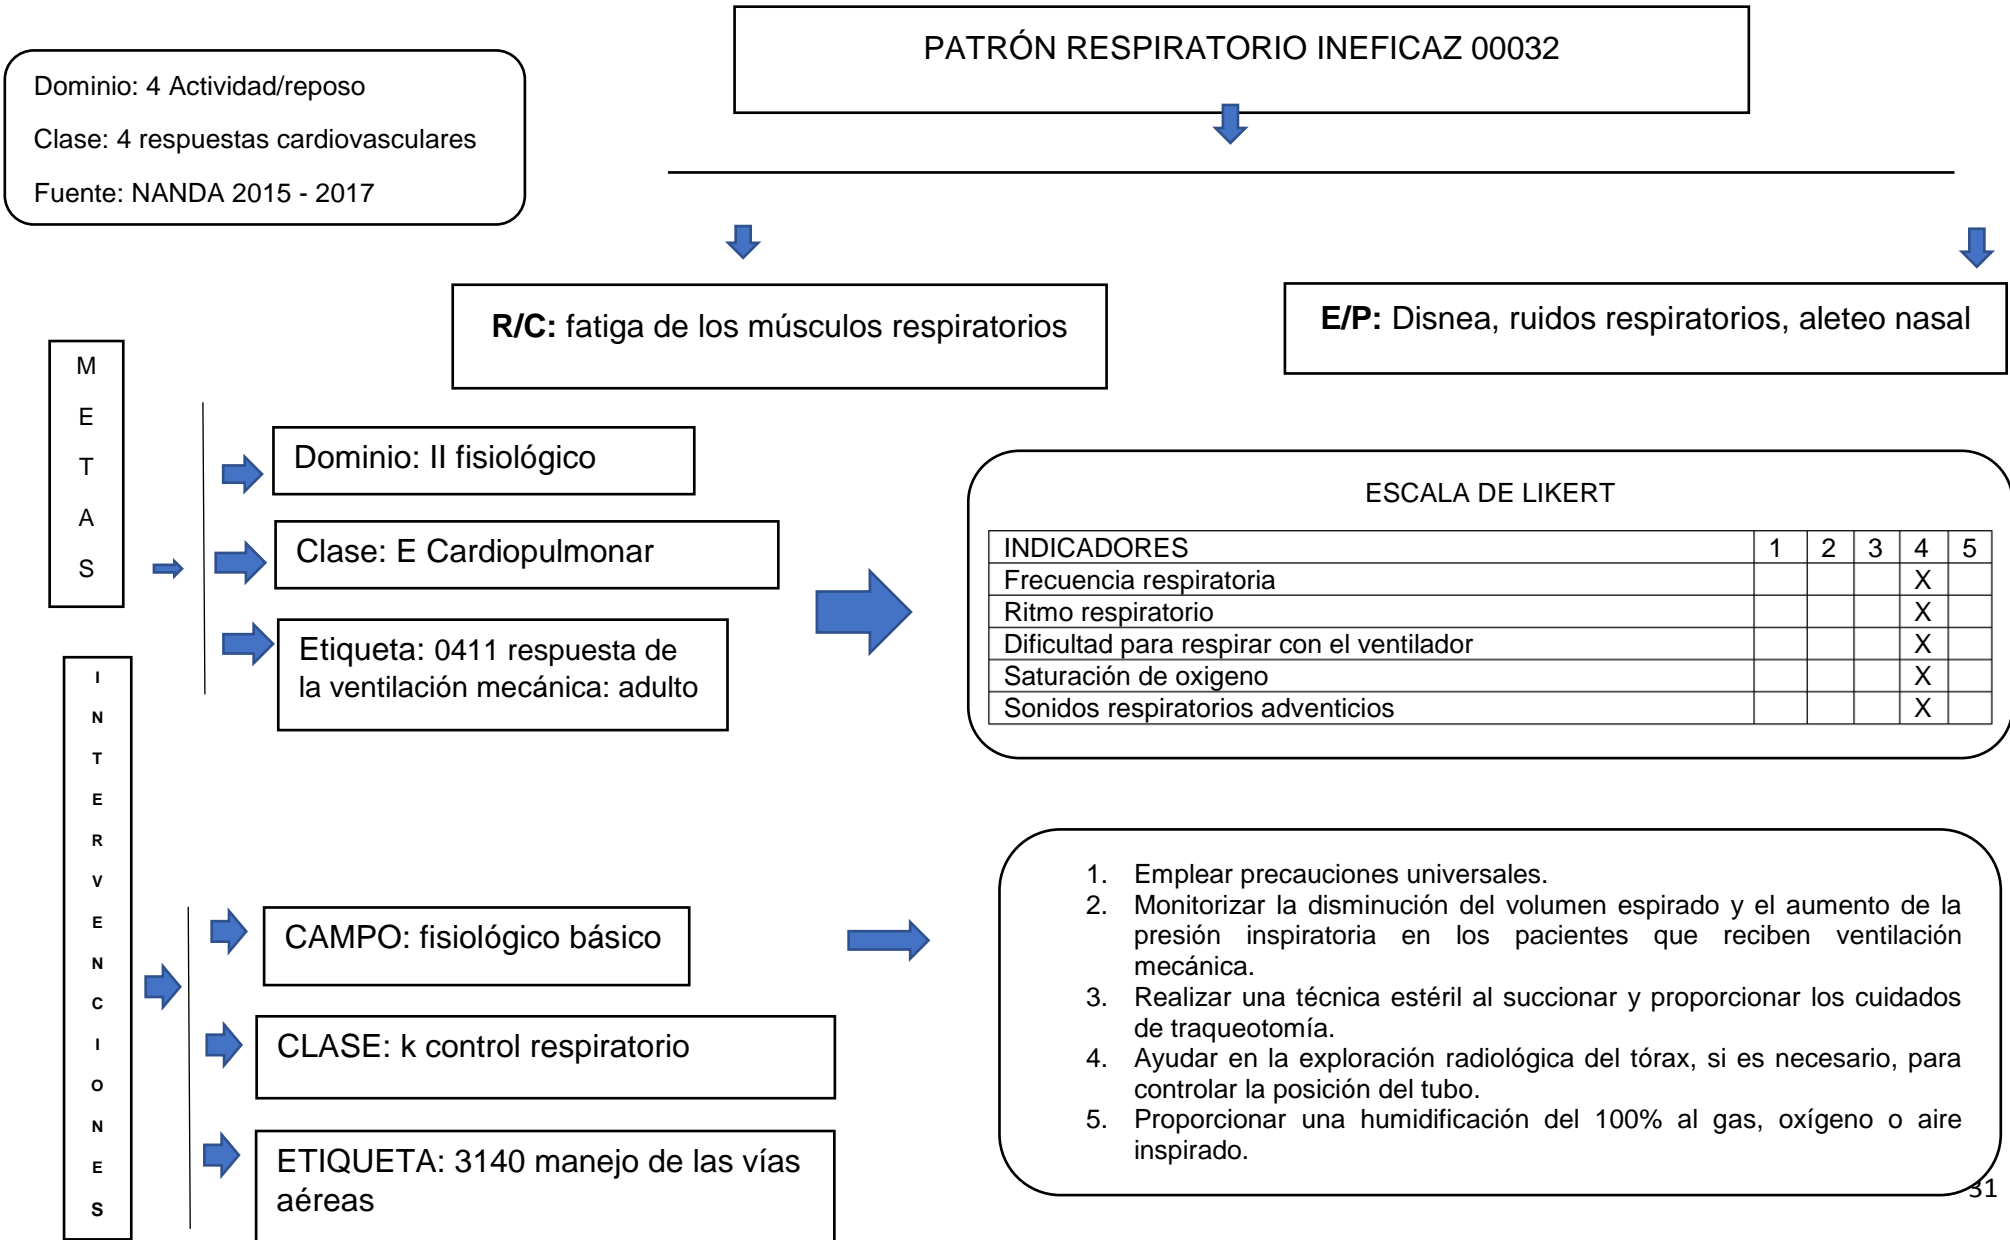 PATRÓN RESPIRATORIO INEFICAZ 00032
Dominio: 4 Actividad/reposo
Clase: 4 respuestas cardiovasculares
Fuente: NANDA 2015 - 2017
R/C: fatiga de los músculos respiratorios
E/P: Disnea, ruidos respiratorios, aleteo nasal
M
E
T
A
S
Dominio: II fisiológico
Clase: E Cardiopulmonar
Etiqueta: 0411 respuesta de
la ventilación mecánica: adulto
ESCALA DE LIKERT
INDICADORES 1 2 3 4 5
Frecuencia respiratoria X
Ritmo respiratorio X
Dificultad para respirar con el ventilador X
Saturación de oxigeno X
Sonidos respiratorios adventicios X
I
N
T
E
R
V
E
N
C
I
O
N
E
S
CAMPO: fisiológico básico
CLASE: k control respiratorio
ETIQUETA: 3140 manejo de las vías
aéreas
1. Emplear precauciones universales.
2. Monitorizar la disminución del volumen espirado y el aumento de la
presión inspiratoria en los pacientes que reciben ventilación
mecánica.
3. Realizar una técnica estéril al succionar y proporcionar los cuidados
de traqueotomía.
4. Ayudar en la exploración radiológica del tórax, si es necesario, para
controlar la posición del tubo.
5. Proporcionar una humidificación del 100% al gas, oxígeno o aire
inspirado.
31